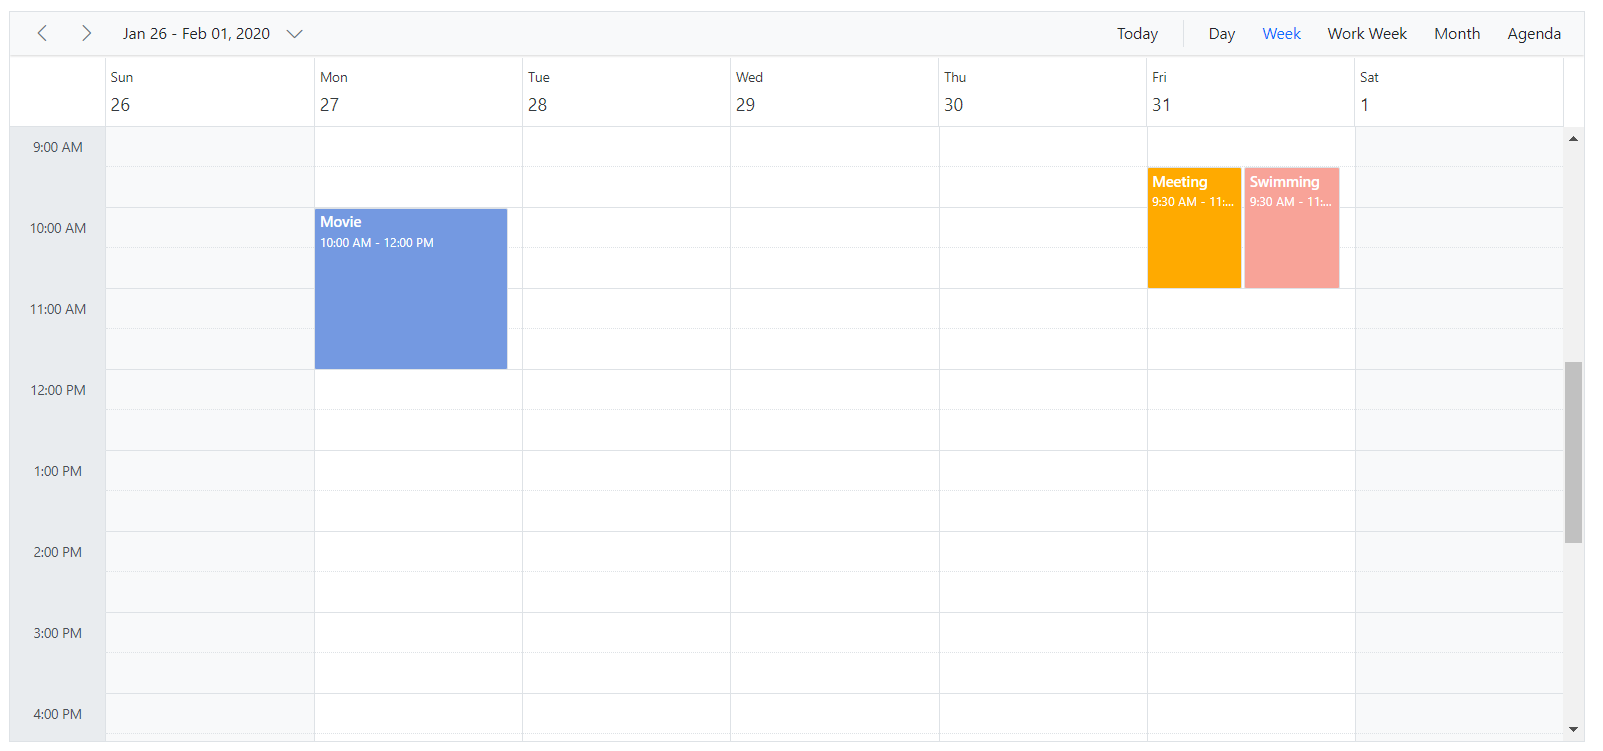 Jan 26 - Feb 01, 2020
Today
Day
Week
Work Week
Month
Agenda
Sun
26
Mon
27
Tue
28
Wed
29
Thu
30
Fri
31
Sat
1
9:00 AM
Meeting
9:30 AM - 11:...
Swimming
9:30 AM - 11:...
10:00 AM
Movie
10:00 AM - 12:00 PM
11:00 AM
12:00 PM
1:00 PM
2:00 PM
3:00 PM
4:00 PM